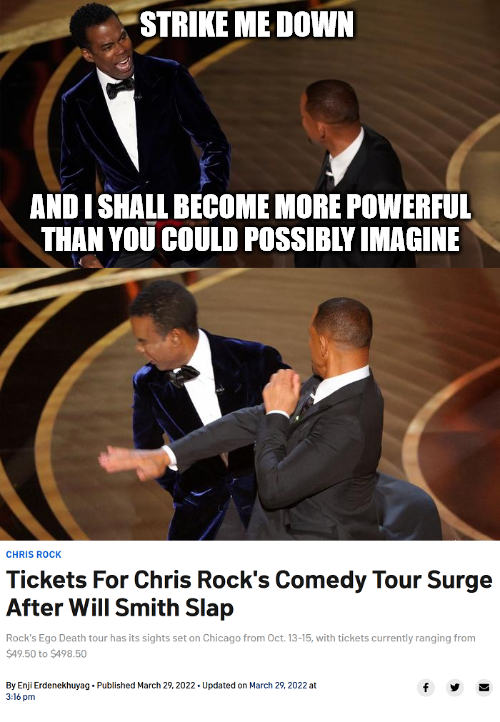 STRIKE ME DOWN
AND I SHALL BECOME MORE POWERFUL
THAN YOU COULD POSSIBLY IMAGINE
CHRIS ROCK
Tickets For Chris Rock's Comedy Tour Surge
After Will Smith Slap
Rock's Ego Death tour has its sights set on Chicago from Oct. 13-15, with tickets currently ranging from
$49.50 to $498.50
By Enji Erdenekhuyag • Published March 29, 2022 • Updated on March 29, 2022 at
3:16 pm